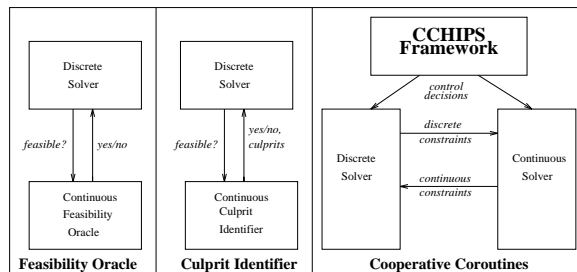 Discrete
Solver
feasible?
yes/no
Continuous
Feasibility
Oracle
Feasibility Oracle
Discrete
Solver
feasible?
yes/no,
culprits
Continuous
Culprit
Identifier
Culprit Identifier
CCHIPS
Framework
control
decisions
discrete
constraints
Discrete
Solver
Continuous
Solver
continuous
constraints
Cooperative Coroutines